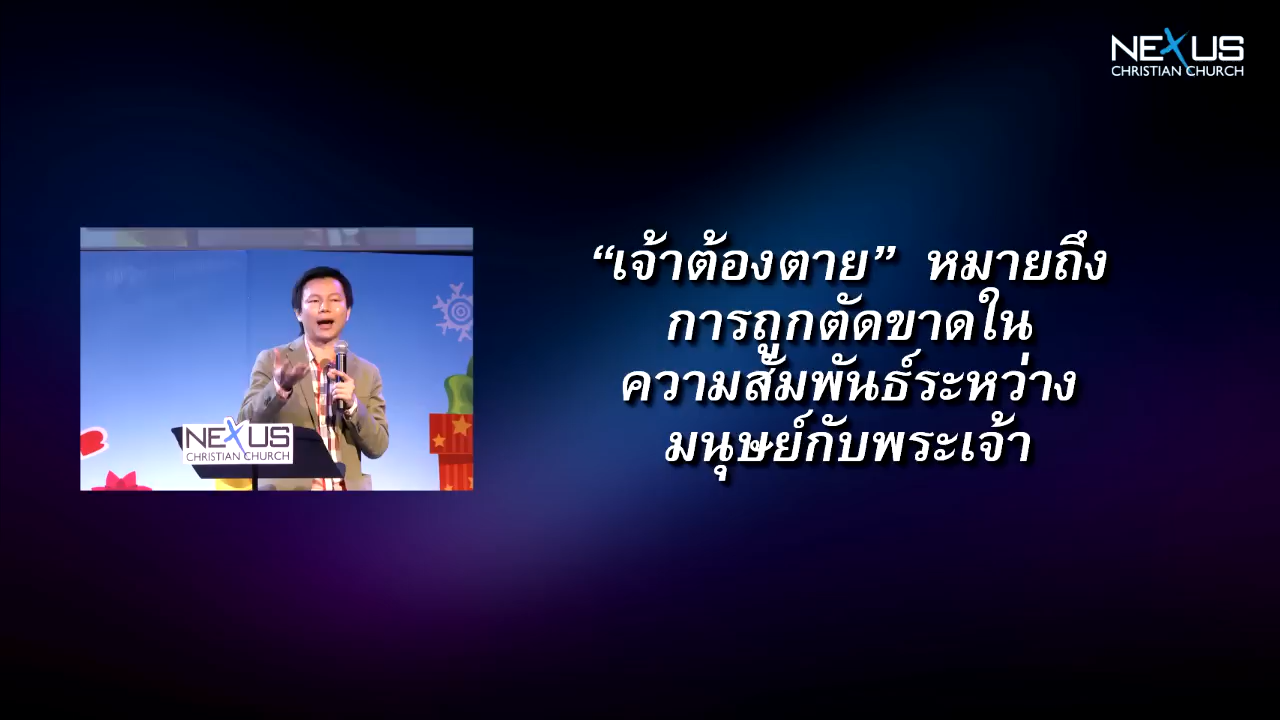 NEXUS
CHRISTIAN CHURCH
“เจ้าต้องตาย” หมายถึง
การถูกตัดขาดใน
ความสัมพันธ์ระหว่าง
มนุษย์กับพระเจ้า
NEXUS
CHRISTIAN CHURCH